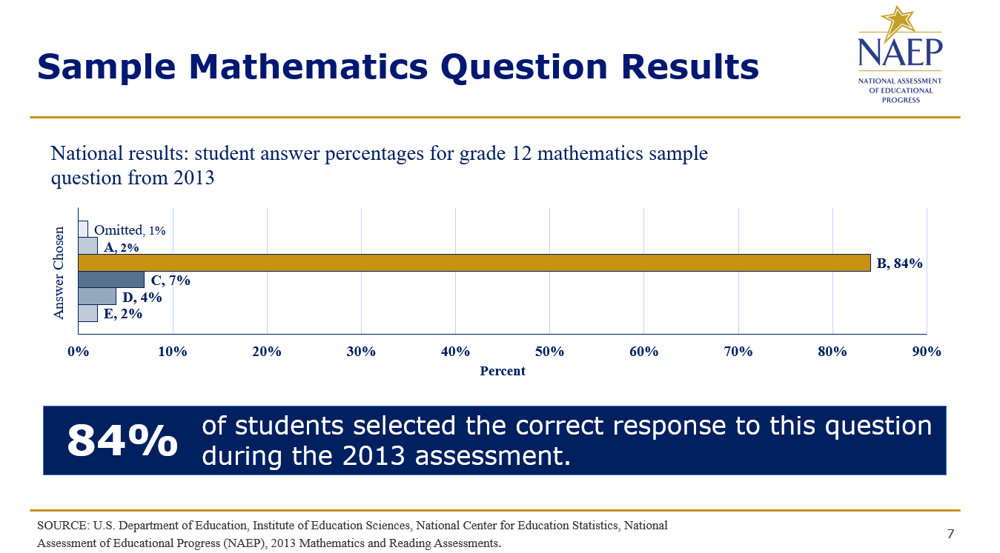 Sample Mathematics Question Results
NAEP
NATIONAL ASSESSMENT
OF EDUCATIONAL
PROGRESS
National results: student answer percentages for grade 12 mathematics sample
question from 2013
Answer Chosen
Omitted, 1%
A, 2%
B, 84%
C, 7%
D, 4%
E, 2%
0% 10% 20% 30% 40% 50% 60% 70% 80% 90%
Percent
84%
of students selected the correct response to this question
during the 2013 assessment.
SOURCE: U.S. Department of Education, Institute of Education Sciences, National Center for Education Statistics, National
Assessment of Educational Progress (NAEP), 2013 Mathematics and Reading Assessments.
7